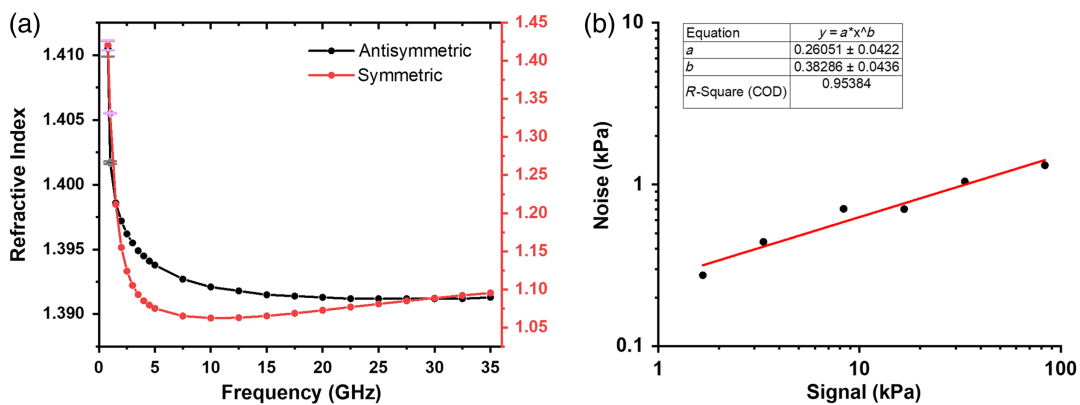 (a)
1.410
1.405
1.400
1.395
1.390
Refractive Index
Antisymmetric
Symmetric
1.45
1.40
1.35
1.30
1.25
1.20
1.15
1.10
1.05
0 5 10 15 20 25 30 35
Frequency (GHz)
(b)
Equation y = a*x^b
a 0.26051 ± 0.0422
b 0.38286 ± 0.0436
R-Square (COD) 0.95384
10
1
0.1
Noise (kPa)
1 10 100
Signal (kPa)